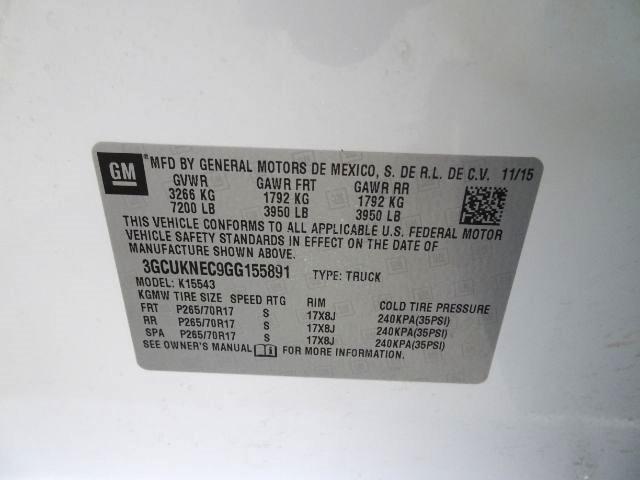 GM
® MFD BY GENERAL MOTORS DE MEXICO, S. DE R.L. DE C.V. 11/15
GVWR GAWR FRT GAWR RR
3266 KG 1792 KG 1792 KG
7200 LB 3950 LB 3950 LB
THIS VEHICLE CONFORMS TO ALL APPLICABLE U.S. FEDERAL MOTOR
VEHICLE SAFETY STANDARDS IN EFFECT ON THE DATE OF
MANUFACTURE SHOWN ABOVE.
3GCUKNEC9GG155891 TYPE: TRUCK
MODEL: K15543
KGMW TIRE SIZE SPEED RTG RIM COLD TIRE PRESSURE
FRT P265/70R17 S 17X8J 240KPA(35PSI)
RR P265/70R17 S 17X8J 240KPA(35PSI)
SPA P265/70R17 S 17X8J 240KPA(35PSI)
SEE OWNER'S MANUAL FOR MORE INFORMATION.